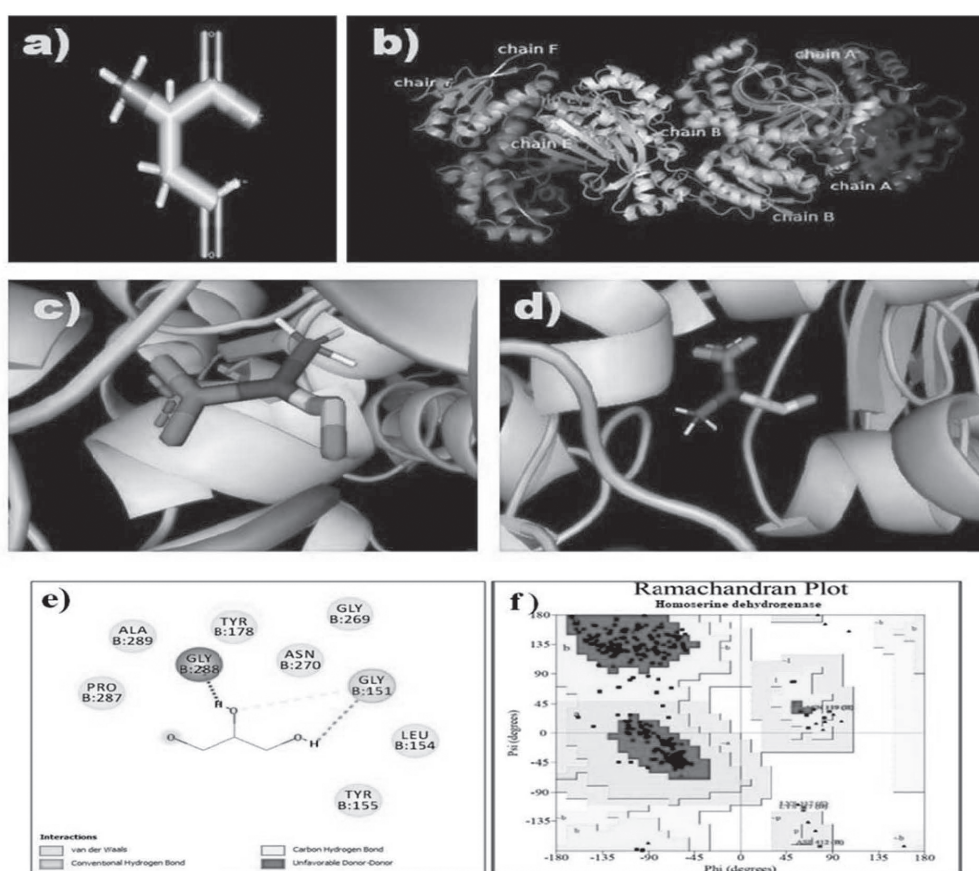 a)
b)
chain F
chain A
chain E
chain B
chain A
chain B
c)
d)
e)
GLY
B:269
TYR
B:178
ALA
B:289
ASN
B:270
GLY
B:288
GLY
B:151
PRO
B:287
H
O
O
O
H
LEU
B:154
TYR
B:155
Interactions
van der Waals
Conventional Hydrogen Bond
Carbon Hydrogen Bond
Unfavorable Donor-Donor
f)
Ramachandran Plot
Homoserine dehydrogenase
Psi (degrees)
180
135
90
45
0
-45
-90
-135
-180
-135
-90
-45
0
45
90
135
180
Phi (degrees)